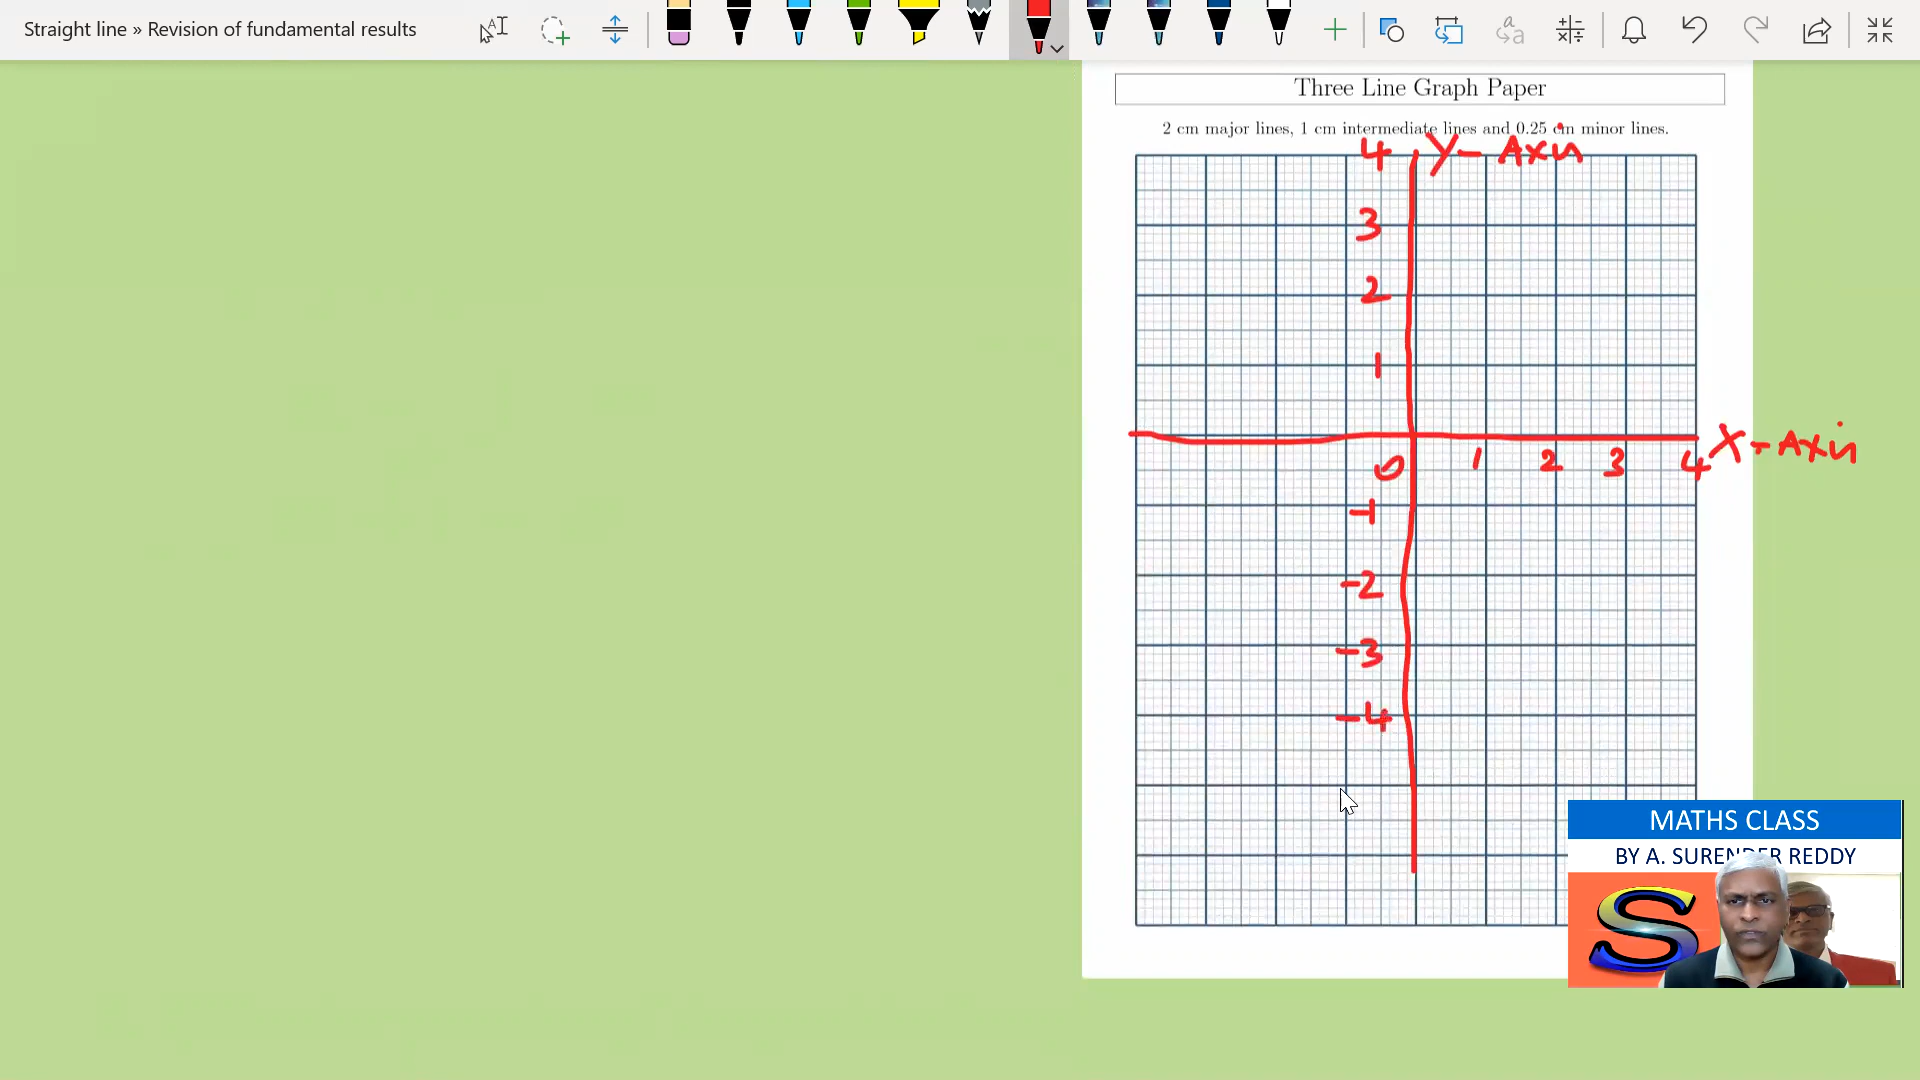 Straight line » Revision of fundamental results
Three Line Graph Paper
2 cm major lines, 1 cm intermediate lines and 0.25 cm minor lines.
4 Y- Axis
3
2
1
X- Axis
0 1 2 3 4
-1
-2
-3
-4
MATHS CLASS
BY A. SURENDER REDDY
S